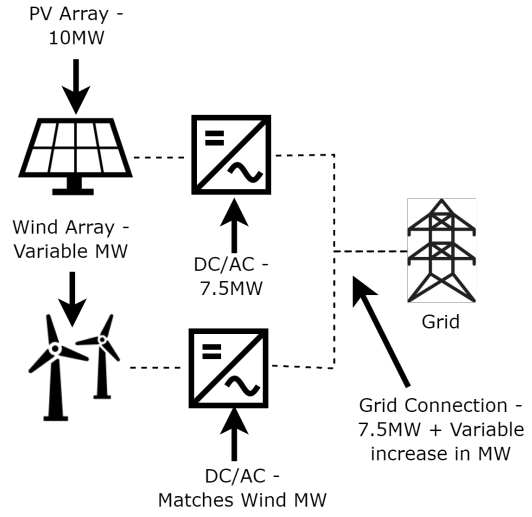 PV Array -
10MW
Wind Array -
Variable MW
DC/AC -
7.5MW
DC/AC -
Matches Wind MW
Grid
Grid Connection -
7.5MW + Variable
increase in MW